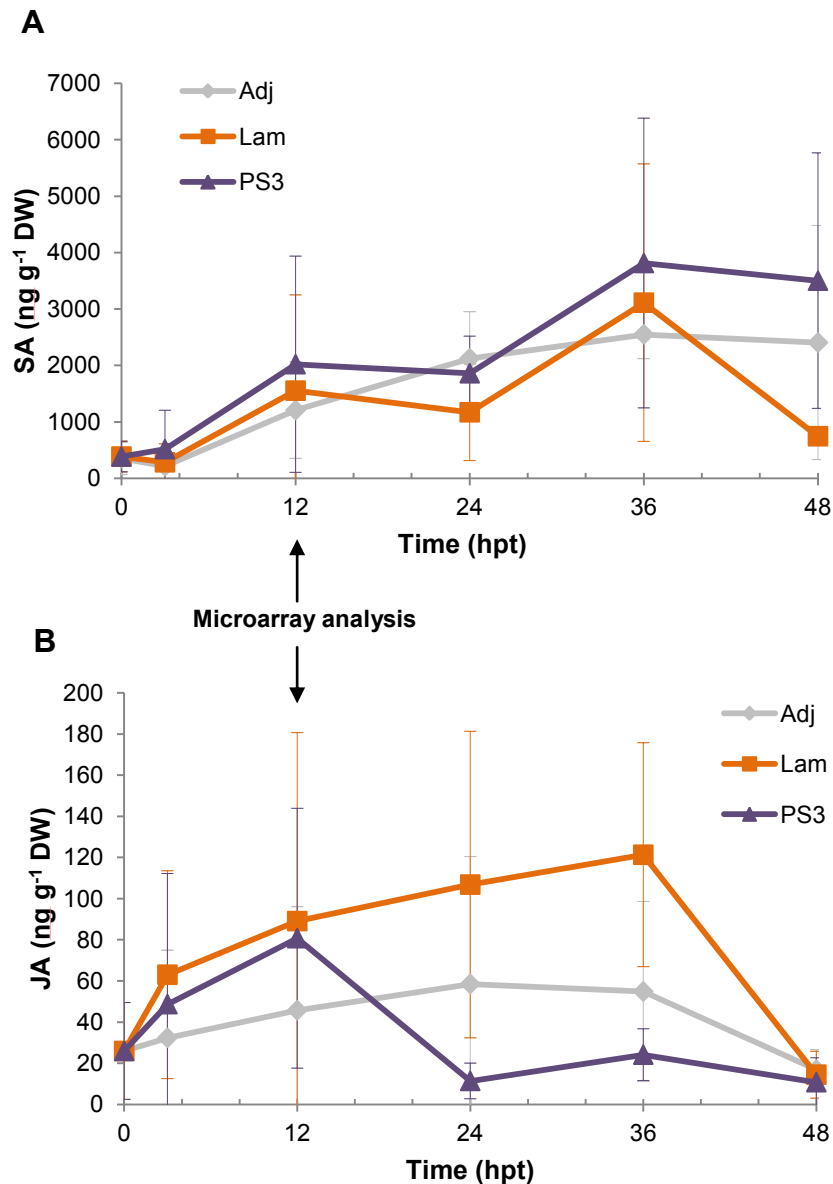 A
7000
6000
5000
4000
3000
2000
1000
0
SA (ng g⁻¹ DW)
Adj
Lam
PS3
0 12 24 36 48
Time (hpt)
Microarray analysis
B
200
180
160
140
120
100
80
60
40
20
0
JA (ng g⁻¹ DW)
Adj
Lam
PS3
0 12 24 36 48
Time (hpt)